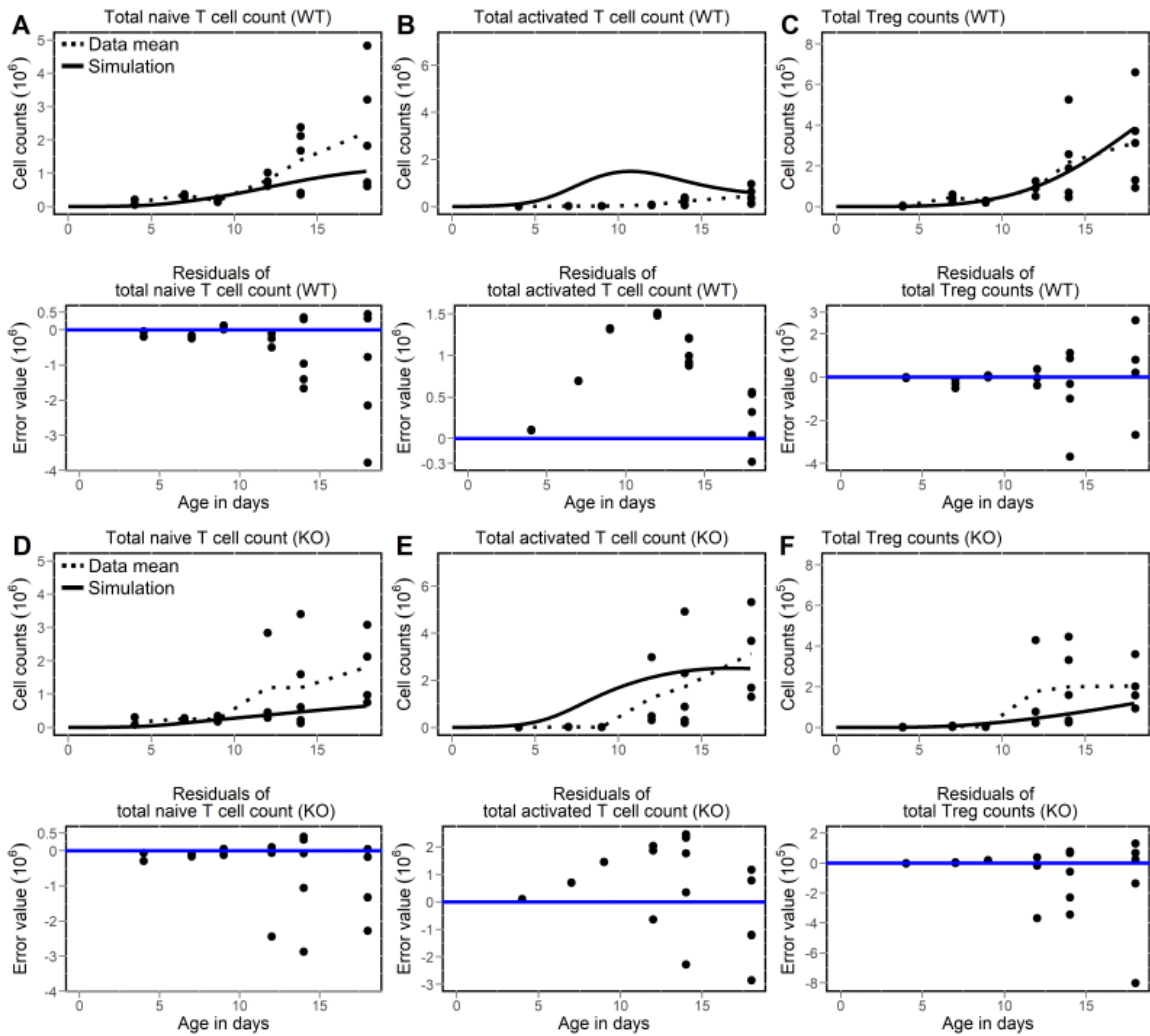 A
Total naive T cell count (WT)
Data mean
Simulation
Cell counts (10⁶)
5
4
3
2
1
0
0 5 10 15
B
Total activated T cell count (WT)
Cell counts (10⁶)
6
4
2
0
0 5 10 15
C
Total Treg counts (WT)
Cell counts (10⁵)
8
6
4
2
0
0 5 10 15
Residuals of
total naive T cell count (WT)
Error value (10⁶)
0.5
0
-1
-2
-3
-4
0 5 10 15
Age in days
Residuals of
total activated T cell count (WT)
Error value (10⁶)
1.5
1
0.5
0
-0.3
0 5 10 15
Age in days
Residuals of
total Treg counts (WT)
Error value (10⁵)
3
2
0
-2
-4
0 5 10 15
Age in days
D
Total naive T cell count (KO)
Data mean
Simulation
Cell counts (10⁶)
5
4
3
2
1
0
0 5 10 15
E
Total activated T cell count (KO)
Cell counts (10⁶)
6
4
2
0
0 5 10 15
F
Total Treg counts (KO)
Cell counts (10⁵)
8
6
4
2
0
0 5 10 15
Residuals of
total naive T cell count (KO)
Error value (10⁶)
0.5
0
-1
-2
-3
-4
0 5 10 15
Age in days
Residuals of
total activated T cell count (KO)
Error value (10⁶)
2
1
0
-1
-2
-3
0 5 10 15
Age in days
Residuals of
total Treg counts (KO)
Error value (10⁵)
2
0
-2
-4
-6
-8
0 5 10 15
Age in days